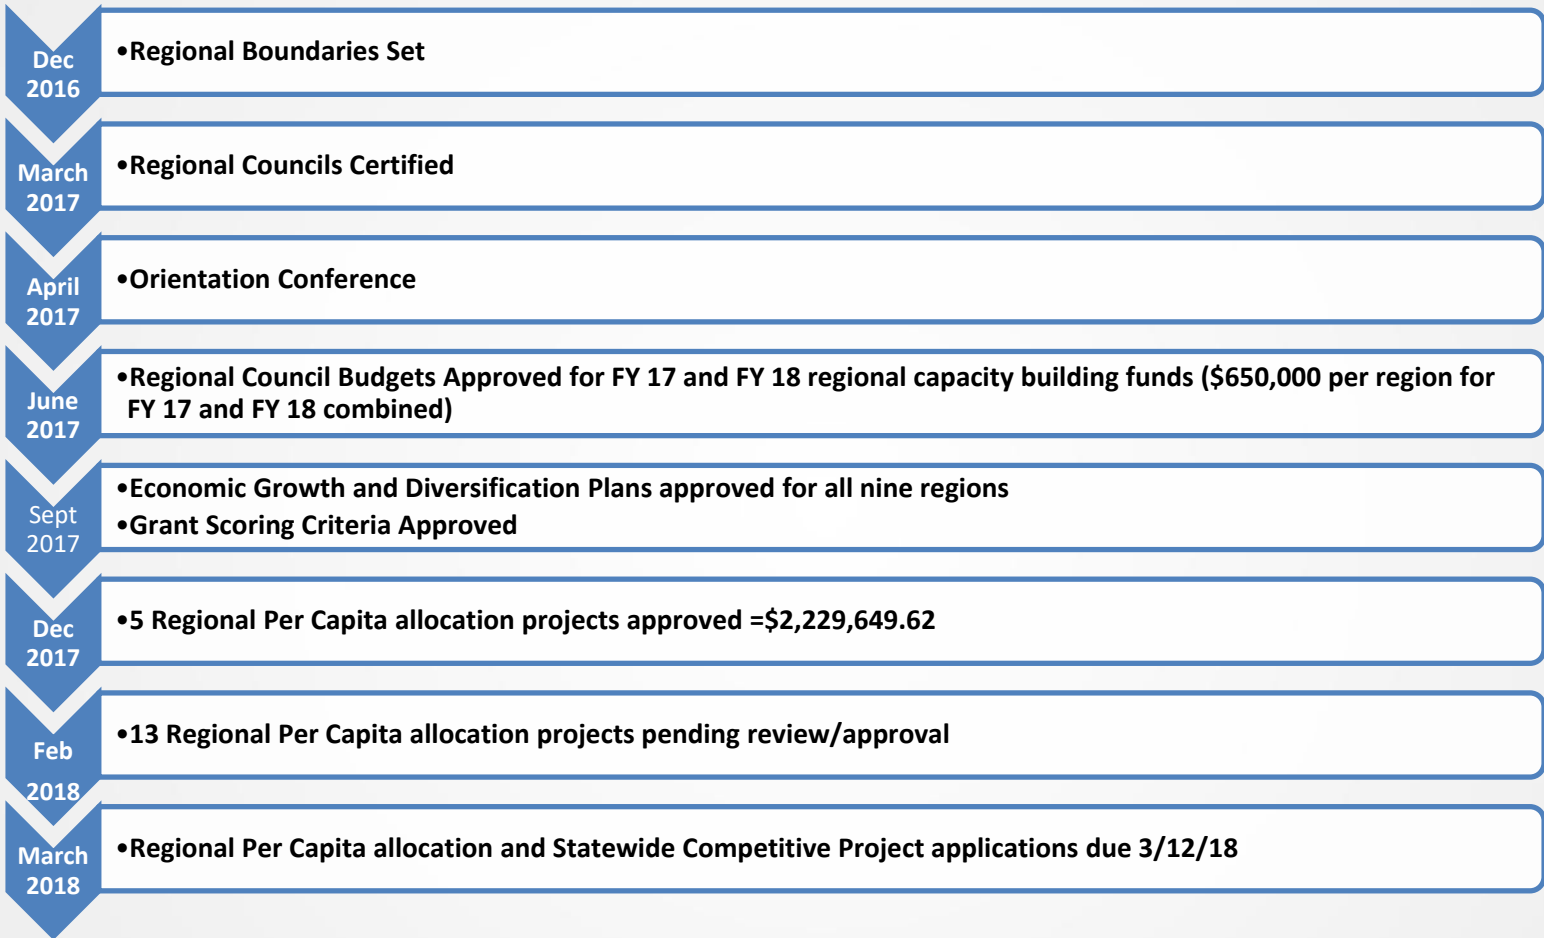 Dec
2016
•Regional Boundaries Set
March
2017
•Regional Councils Certified
April
2017
•Orientation Conference
June
2017
•Regional Council Budgets Approved for FY 17 and FY 18 regional capacity building funds ($650,000 per region for
FY 17 and FY 18 combined)
Sept
2017
•Economic Growth and Diversification Plans approved for all nine regions
•Grant Scoring Criteria Approved
Dec
2017
•5 Regional Per Capita allocation projects approved =$2,229,649.62
Feb
2018
•13 Regional Per Capita allocation projects pending review/approval
March
2018
•Regional Per Capita allocation and Statewide Competitive Project applications due 3/12/18